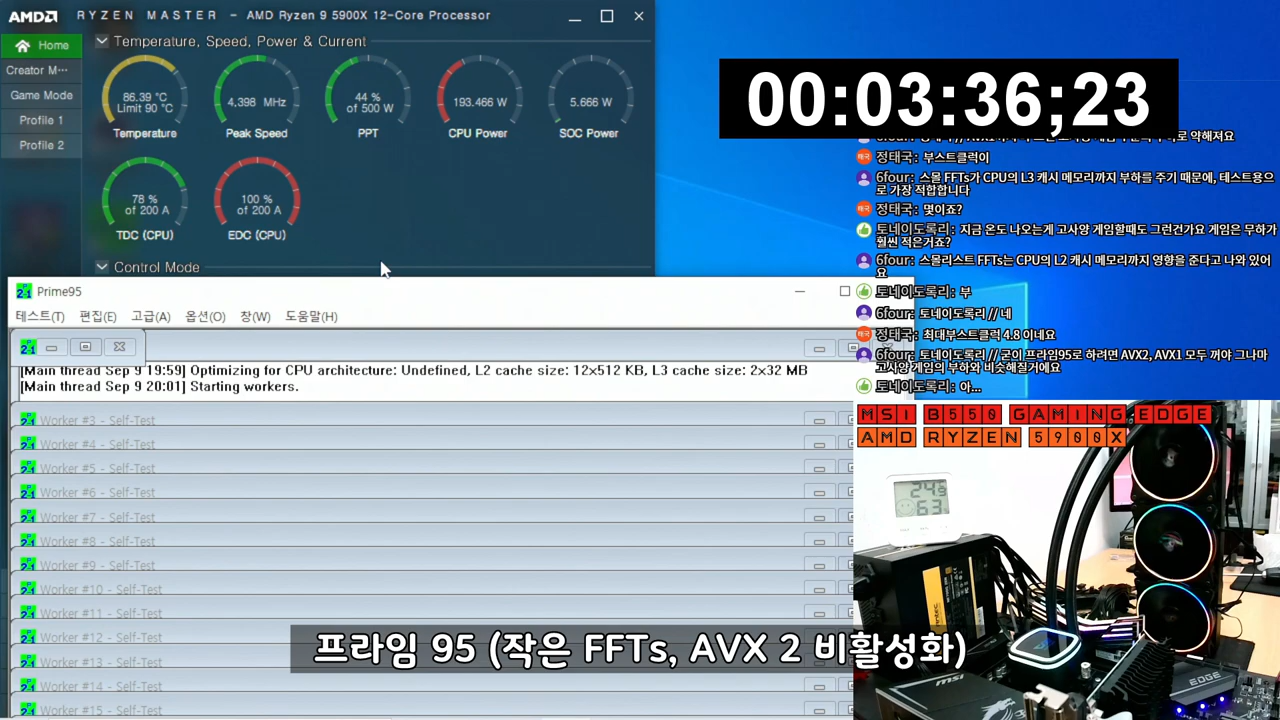 AMD RYZEN MASTER – AMD Ryzen 9 5900X 12-Core Processor
Home
Creator M⋯
Game Mode
Profile 1
Profile 2
Temperature, Speed, Power & Current
86.39 °C
Limit 90 °C
Temperature
4,398 MHz
Peak Speed
44 %
of 500 W
PPT
193.466 W
CPU Power
5.666 W
SOC Power
78 %
of 200 A
TDC (CPU)
100 %
of 200 A
EDC (CPU)
Control Mode
00:03:36;23
정태국: 부스트클럭이
6four: 스몰 FFTs가 CPU의 L3 캐시 메모리까지 부하를 주기 때문에, 테스트용으
로 가장 적합합니다
정태국: 몇이죠?
토네이도록리: 지금 온도 나오는게 고사양 게임할때도 그런건가요 게임은 부하가
훨씬 적은거죠?
6four: 스몰리스트 FFTs는 CPU의 L2 캐시 메모리까지 영향을 준다고 나와 있어
요
토네이도록리: 부
6four: 토네이도록리 // 네
정태국: 최대부스트클럭 4.8 이네요
6four: 토네이도록리 // 굳이 프라임95로 하려면 AVX2, AVX1 모두 꺼야 그나마
고사양 게임의 부하와 비슷해질거에요
토네이도록리: 아...
Prime95
테스트(T) 편집(E) 고급(A) 옵션(O) 창(W) 도움말(H)
[Main thread Sep 9 19:59] Optimizing for CPU architecture: Undefined, L2 cache size: 12x512 KB, L3 cache size: 2x32 MB
[Main thread Sep 9 20:01] Starting workers.
Worker #3 - Self-Test
Worker #4 - Self-Test
Worker #5 - Self-Test
Worker #6 - Self-Test
Worker #7 - Self-Test
Worker #8 - Self-Test
Worker #9 - Self-Test
Worker #10 - Self-Test
Worker #11 - Self-Test
Worker #12 - Self-Test
Worker #13 - Self-Test
Worker #14 - Self-Test
Worker #15 - Self-Test
MSI B550 GAMING EDGE
AMD RYZEN 5900X
24.9
63
msi
EDGE
프라임 95 (작은 FFTs, AVX 2 비활성화)